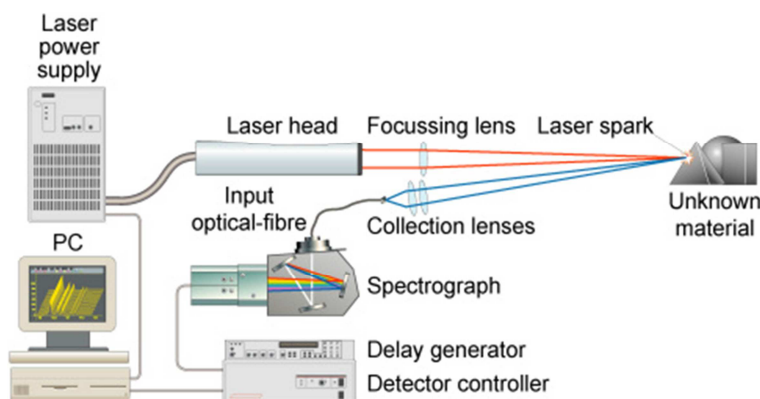 Laser
power
supply
Laser head
Focussing lens
Laser spark
Input
optical-fibre
Collection lenses
Unknown
material
PC
Spectrograph
Delay generator
Detector controller